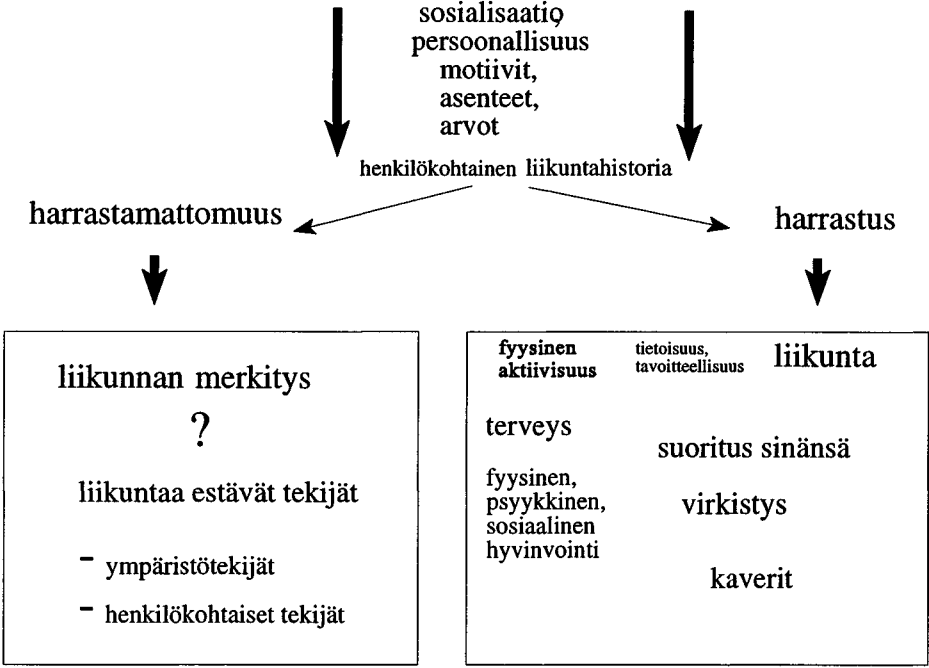 sosialisaatio
persoonallisuus
motiivit,
asenteet,
arvot
henkilökohtainen liikuntahistoria
harrastamattomuus
harrastus
liikunnan merkitys
?
liikuntaa estävät tekijät
- ympäristötekijät
- henkilökohtaiset tekijät
fyysinen
aktiivisuus
tietoisuus,
tavoitteellisuus
liikunta
terveys
fyysinen,
psyykkinen,
sosiaalinen
hyvinvointi
suoritus sinänsä
virkistys
kaverit